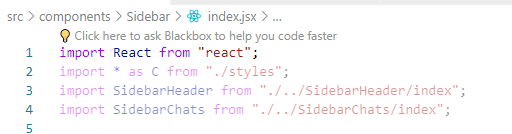 src > components > Sidebar > index.jsx > ...
Click here to ask Blackbox to help you code faster
1 import React from "react";
2 import * as C from "./styles";
3 import SidebarHeader from "./../SidebarHeader/index";
4 import SidebarChats from "./../SidebarChats/index";
5